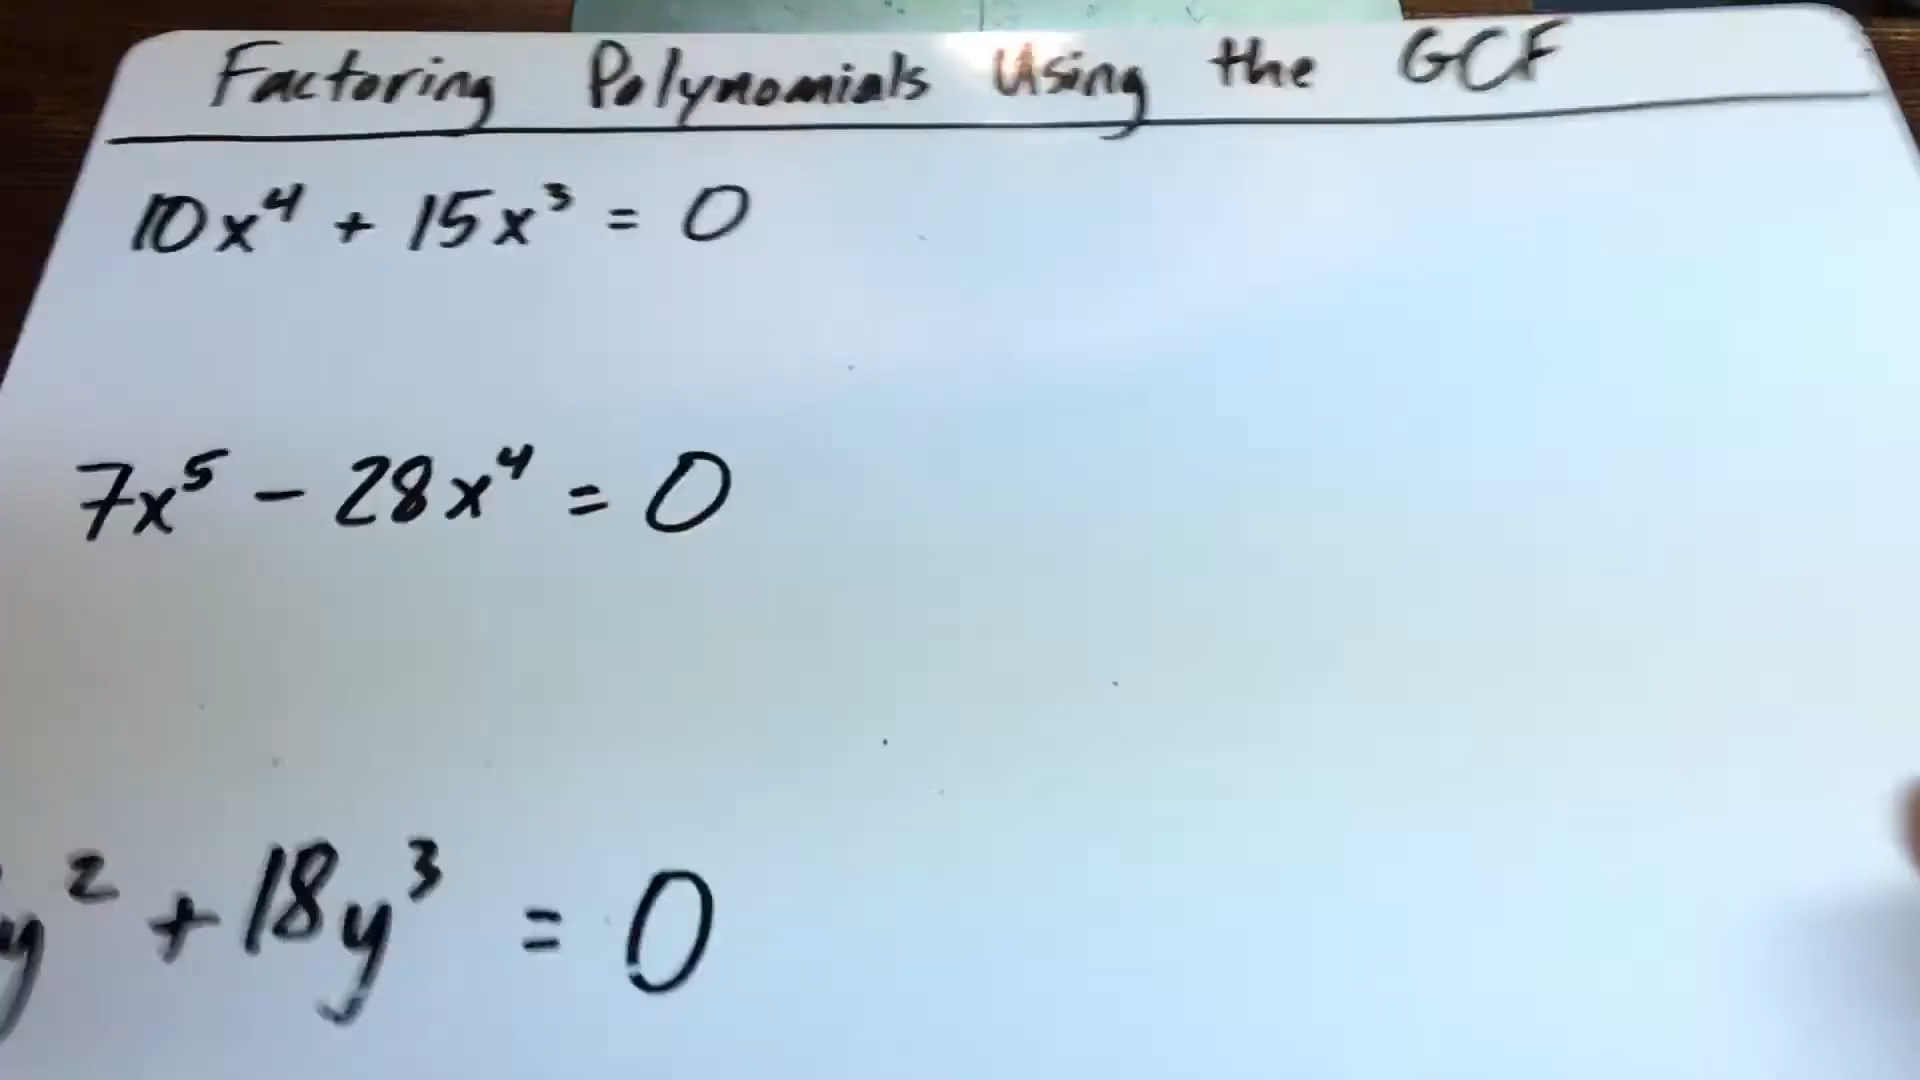 Factoring Polynomials Using the GCF
10x⁴ + 15x³ = 0
7x⁵ - 28x⁴ = 0
y² + 18y³ = 0